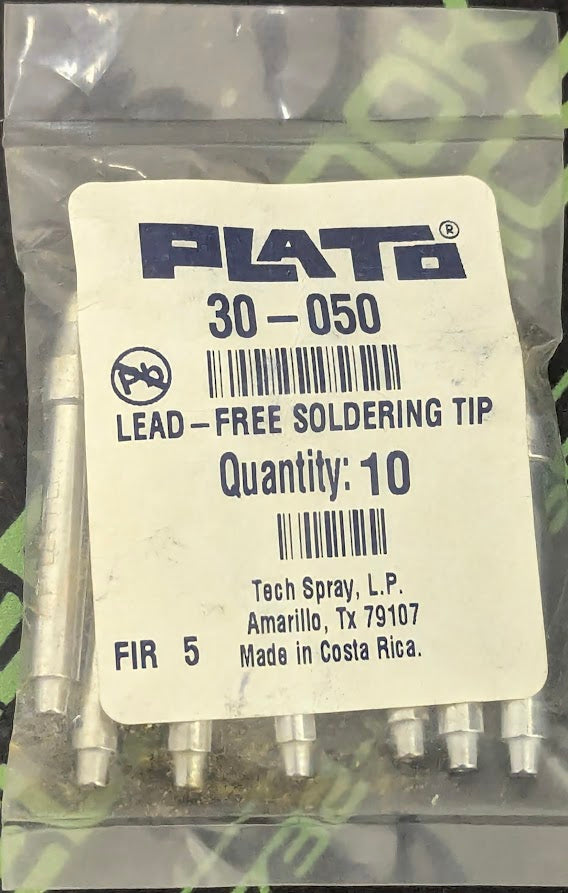 PLATO®
30-050
Pb
LEAD-FREE SOLDERING TIP
Quantity: 10
Tech Spray, L.P.
Amarillo, Tx 79107
FIR 5 Made in Costa Rica.